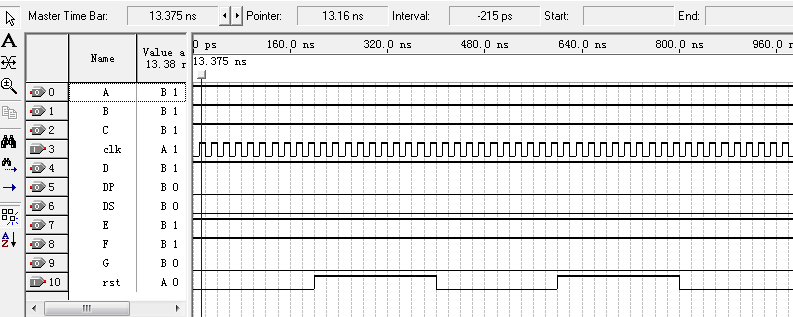 Master Time Bar: 13.375 ns Pointer: 13.16 ns Interval: -215 ps Start: End:
Name Value a 13.38 r
0 ps 160.0 ns 320.0 ns 480.0 ns 640.0 ns 800.0 ns 960.0 n
13.375 ns
0 A B 1
1 B B 1
2 C B 1
3 clk A 1
4 D B 1
5 DP B 0
6 DS B 0
7 E B 1
8 F B 1
9 G B 0
10 rst A 0